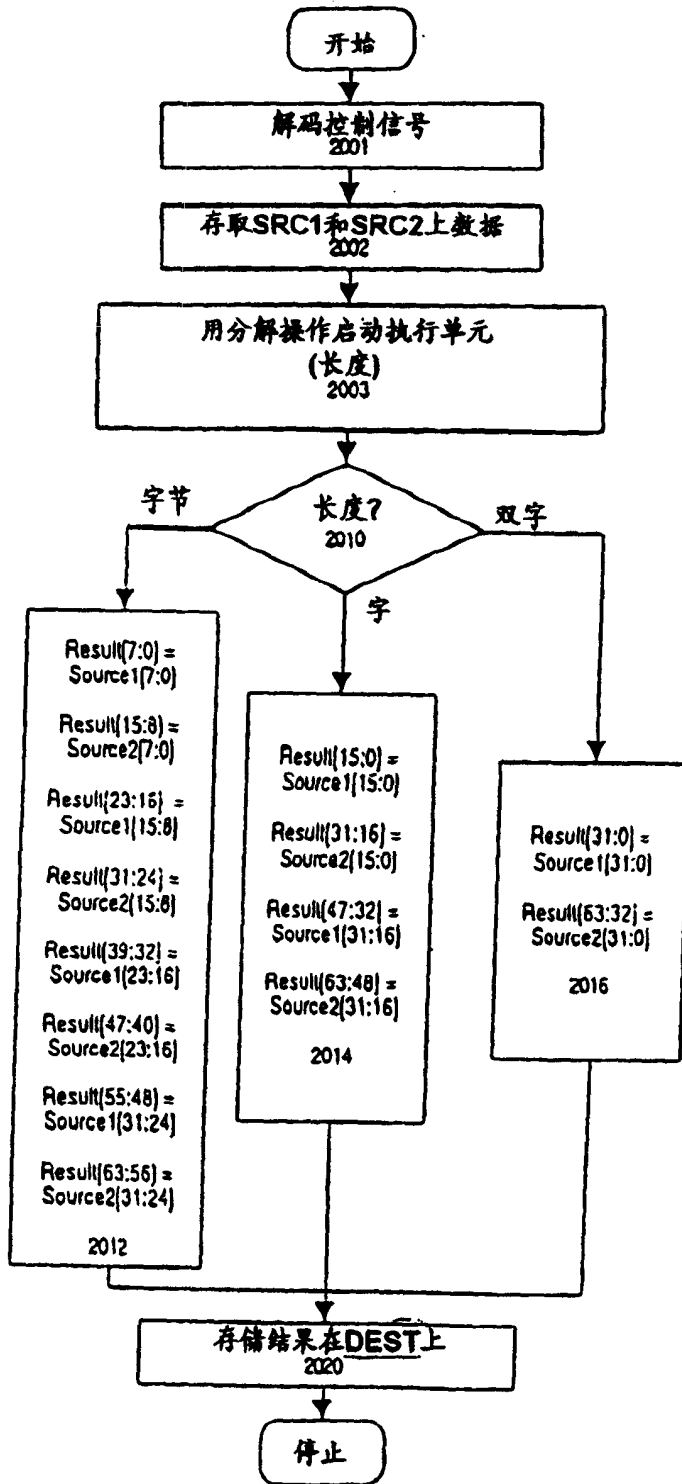 开始
解码控制信号
2001
存取SRC1和SRC2上数据
2002
用分解操作启动执行单元
(长度)
2003
长度?
2010
字节
双字
字
Result(7:0) =
Source1(7:0)
Result(15:8) =
Source2(7:0)
Result(23:16) =
Source1(15:8)
Result(31:24) =
Source2(15:8)
Result(39:32) =
Source1(23:16)
Result(47:40) =
Source2(23:16)
Result(55:48) =
Source1(31:24)
Result(63:56) =
Source2(31:24)
2012
Result(15:0) =
Source1(15:0)
Result(31:16) =
Source2(15:0)
Result(47:32) =
Source1(31:16)
Result(63:48) =
Source2(31:16)
2014
Result(31:0) =
Source1(31:0)
Result(63:32) =
Source2(31:0)
2016
存储结果在DEST上
2020
停止